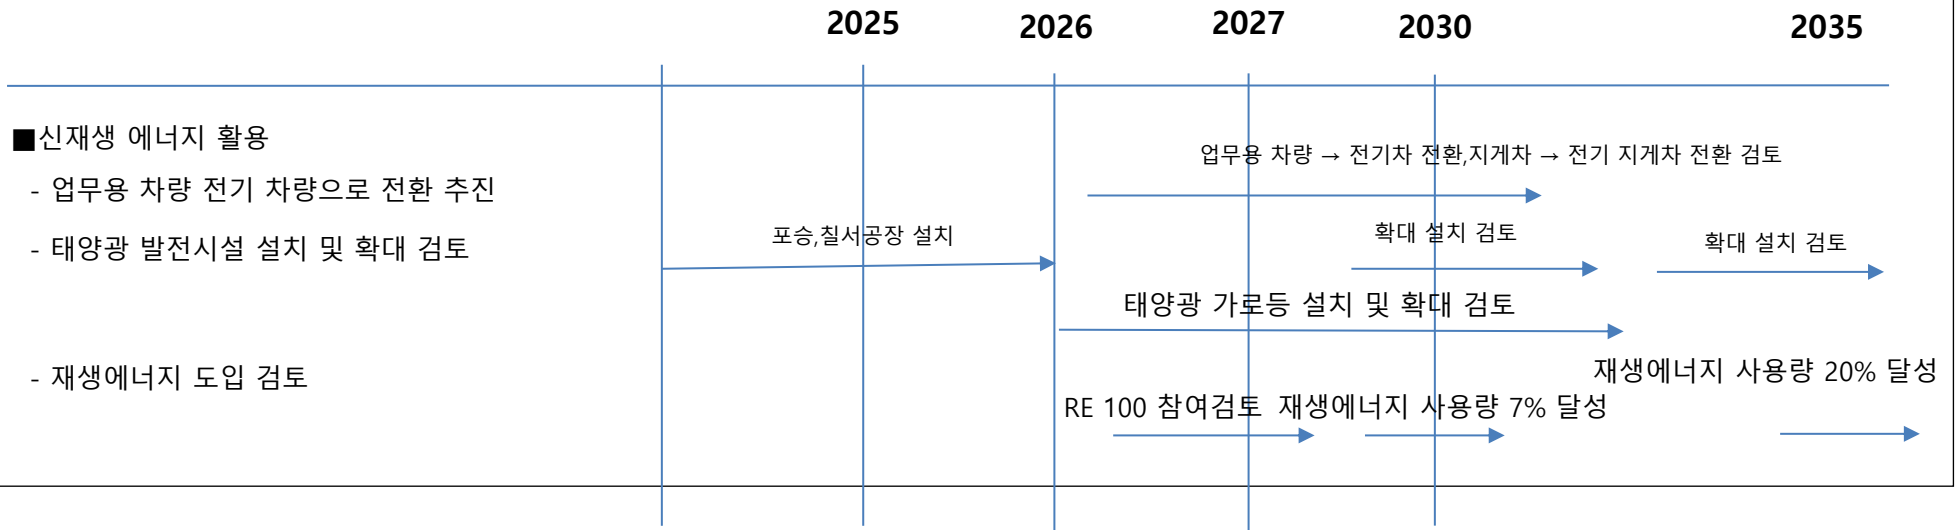 2025 2026 2027 2030 2035
■신재생 에너지 활용
업무용 차량 → 전기차 전환,지게차 → 전기 지게차 전환 검토
- 업무용 차량 전기 차량으로 전환 추진
포승,칠서공장 설치
확대 설치 검토
확대 설치 검토
- 태양광 발전시설 설치 및 확대 검토
태양광 가로등 설치 및 확대 검토
- 재생에너지 도입 검토
재생에너지 사용량 20% 달성
RE 100 참여검토 재생에너지 사용량 7% 달성